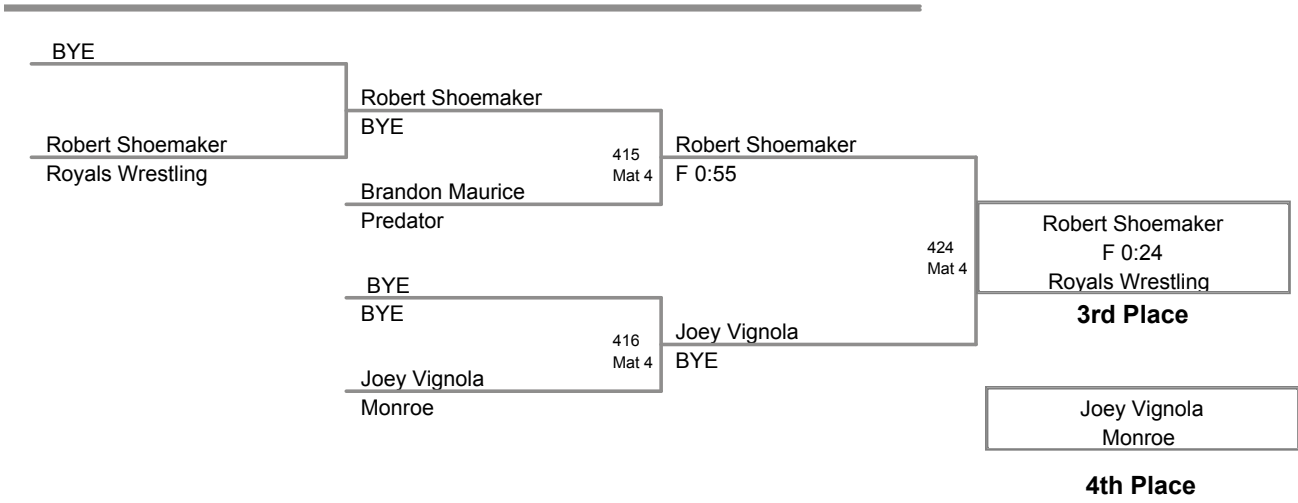 BYE
Robert Shoemaker
Royals Wrestling
Robert Shoemaker
BYE
415
Mat 4
Brandon Maurice
Predator
BYE
BYE
416
Mat 4
Joey Vignola
Monroe
Robert Shoemaker
F 0:55
424
Mat 4
Joey Vignola
BYE
Robert Shoemaker
F 0:24
Royals Wrestling
3rd Place
Joey Vignola
Monroe
4th Place